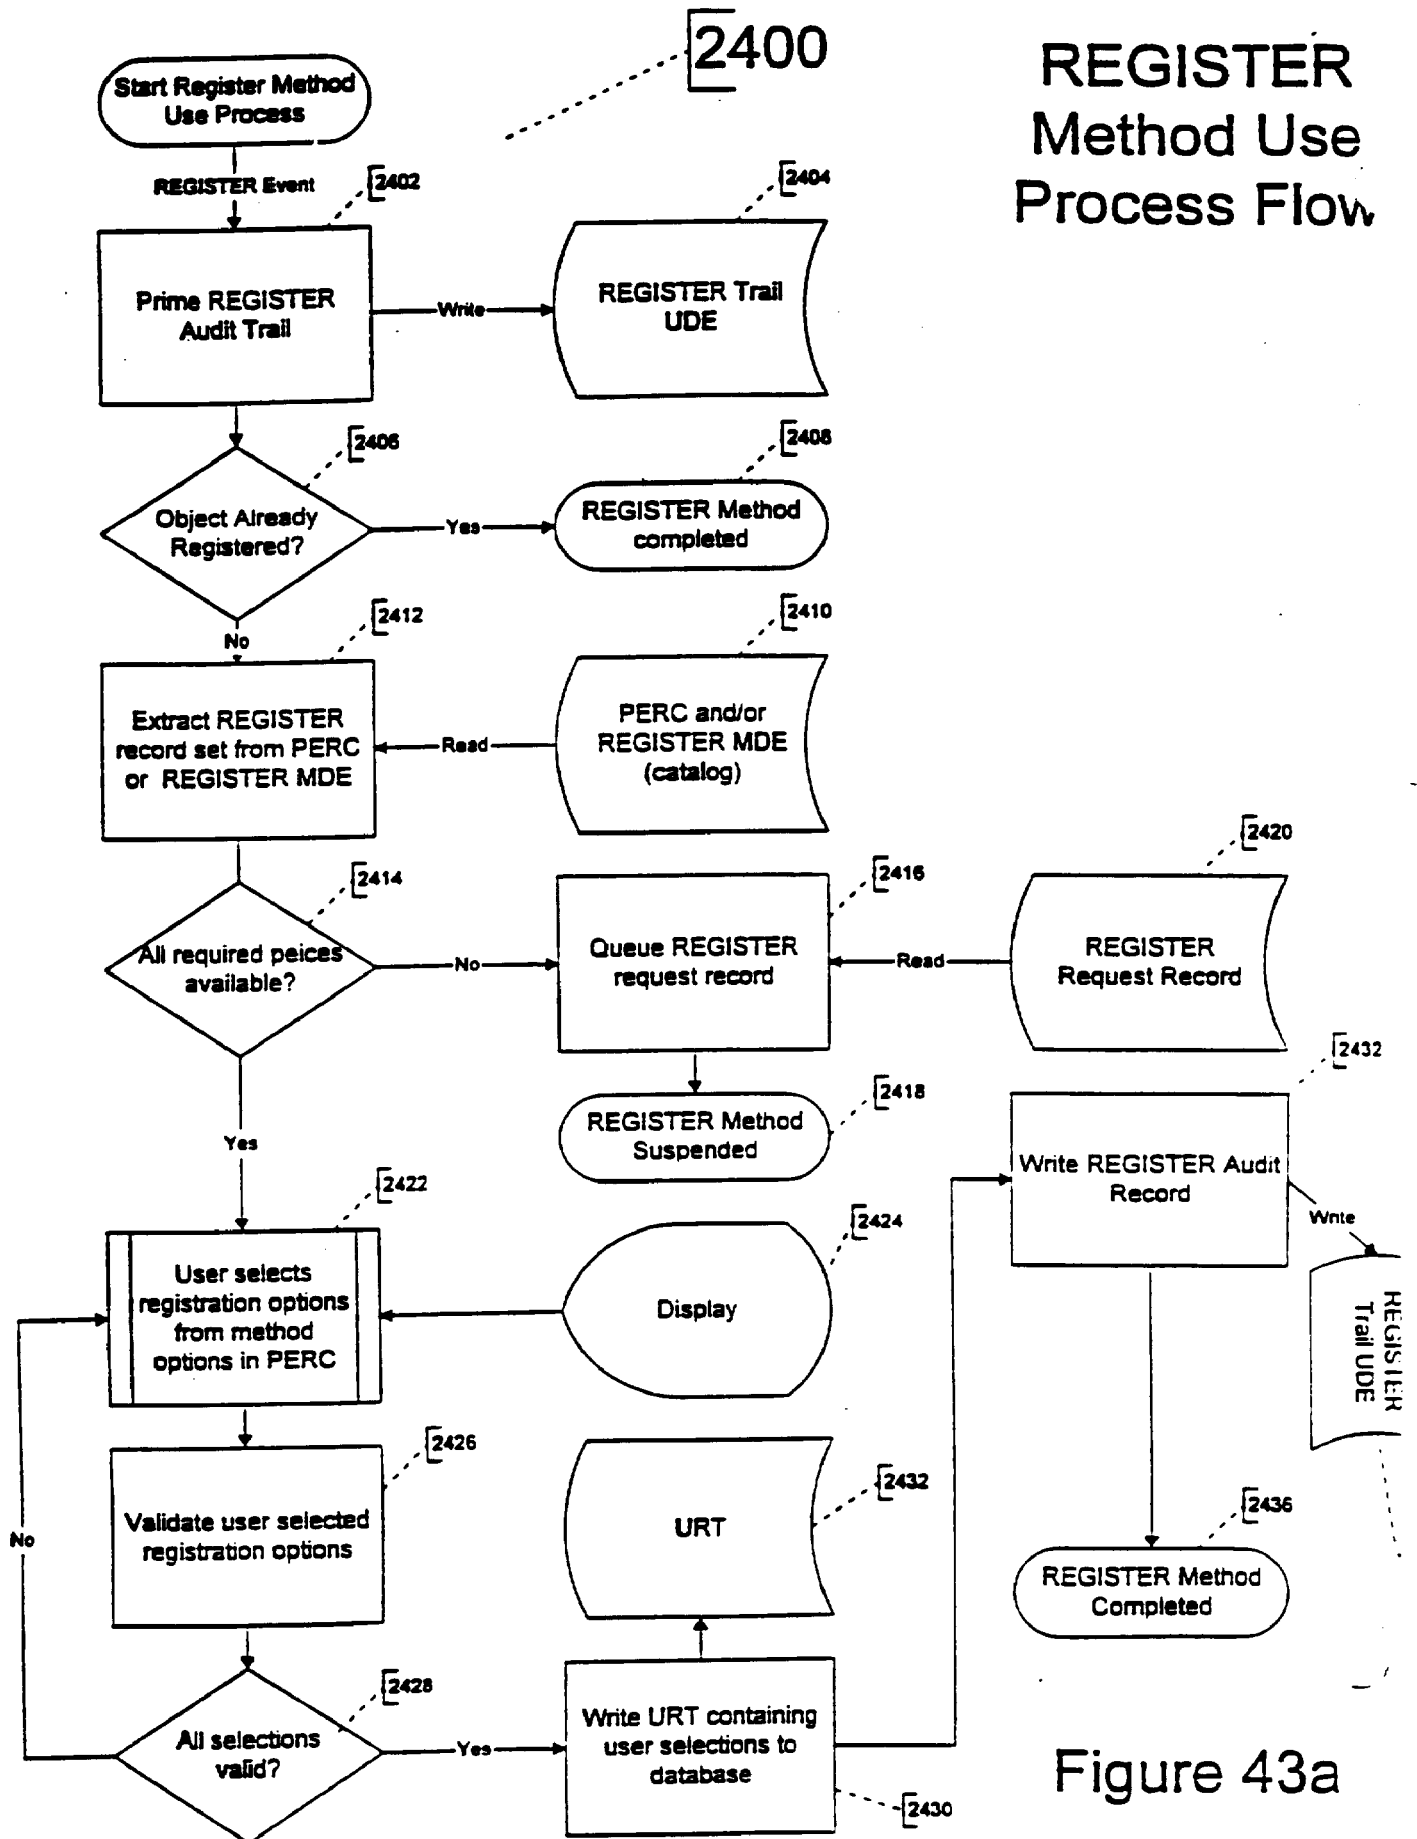 2400
REGISTER
Method Use
Process Flow
Start Register Method
Use Process
REGISTER Event
2402
Prime REGISTER
Audit Trail
Write
2404
REGISTER Trail
UDE
2406
Object Already
Registered?
Yes
2408
REGISTER Method
completed
No
2412
Extract REGISTER
record set from PERC
or REGISTER MDE
Read
2410
PERC and/or
REGISTER MDE
(catalog)
2414
All required peices
available?
No
2416
Queue REGISTER
request record
Read
2420
REGISTER
Request Record
2418
REGISTER Method
Suspended
Yes
2422
User selects
registration options
from method
options in PERC
2424
Display
2426
Validate user selected
registration options
No
2428
All selections
valid?
Yes
2430
Write URT containing
user selections to
database
2432
URT
2432
Write REGISTER Audit
Record
Write
REGISTER
Trail UDE
2436
REGISTER Method
Completed
Figure 43a